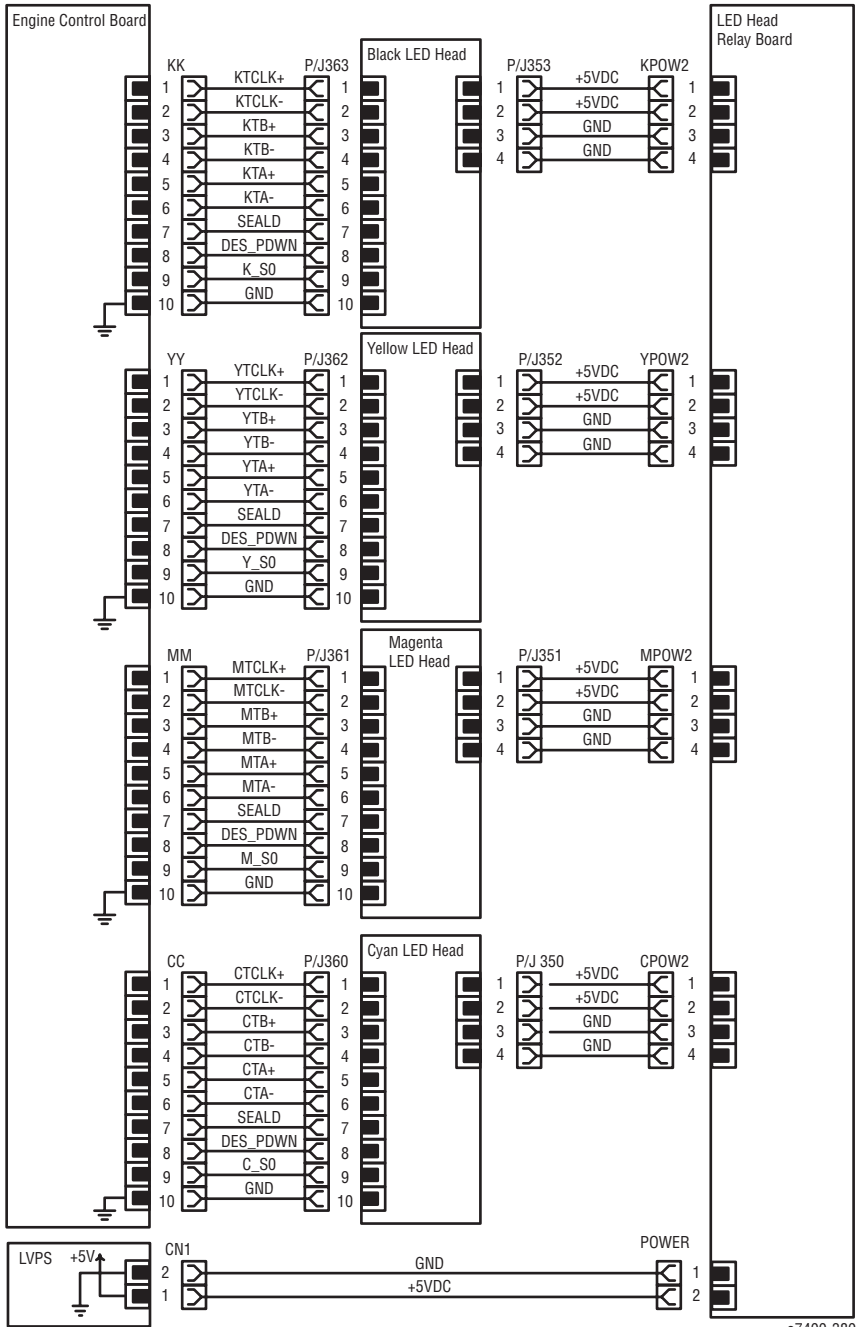 Engine Control Board
LED Head
Relay Board
Black LED Head
KK P/J363 P/J353 KPOW2
1 KTCLK+ 1 1 +5VDC 1
2 KTCLK- 2 2 +5VDC 2
3 KTB+ 3 3 GND 3
4 KTB- 4 4 GND 4
5 KTA+ 5
6 KTA- 6
7 SEALD 7
8 DES_PDWN 8
9 K_S0 9
10 GND 10
Yellow LED Head
YY P/J362 P/J352 YPOW2
1 YTCLK+ 1 1 +5VDC 1
2 YTCLK- 2 2 +5VDC 2
3 YTB+ 3 3 GND 3
4 YTB- 4 4 GND 4
5 YTA+ 5
6 YTA- 6
7 SEALD 7
8 DES_PDWN 8
9 Y_S0 9
10 GND 10
Magenta
LED Head
MM P/J361 P/J351 MPOW2
1 MTCLK+ 1 1 +5VDC 1
2 MTCLK- 2 2 +5VDC 2
3 MTB+ 3 3 GND 3
4 MTB- 4 4 GND 4
5 MTA+ 5
6 MTA- 6
7 SEALD 7
8 DES_PDWN 8
9 M_S0 9
10 GND 10
Cyan LED Head
CC P/J360 P/J 350 CPOW2
1 CTCLK+ 1 1 +5VDC 1
2 CTCLK- 2 2 +5VDC 2
3 CTB+ 3 3 GND 3
4 CTB- 4 4 GND 4
5 CTA+ 5
6 CTA- 6
7 SEALD 7
8 DES_PDWN 8
9 C_S0 9
10 GND 10
LVPS +5V CN1 POWER
2 GND 1
1 +5VDC 2